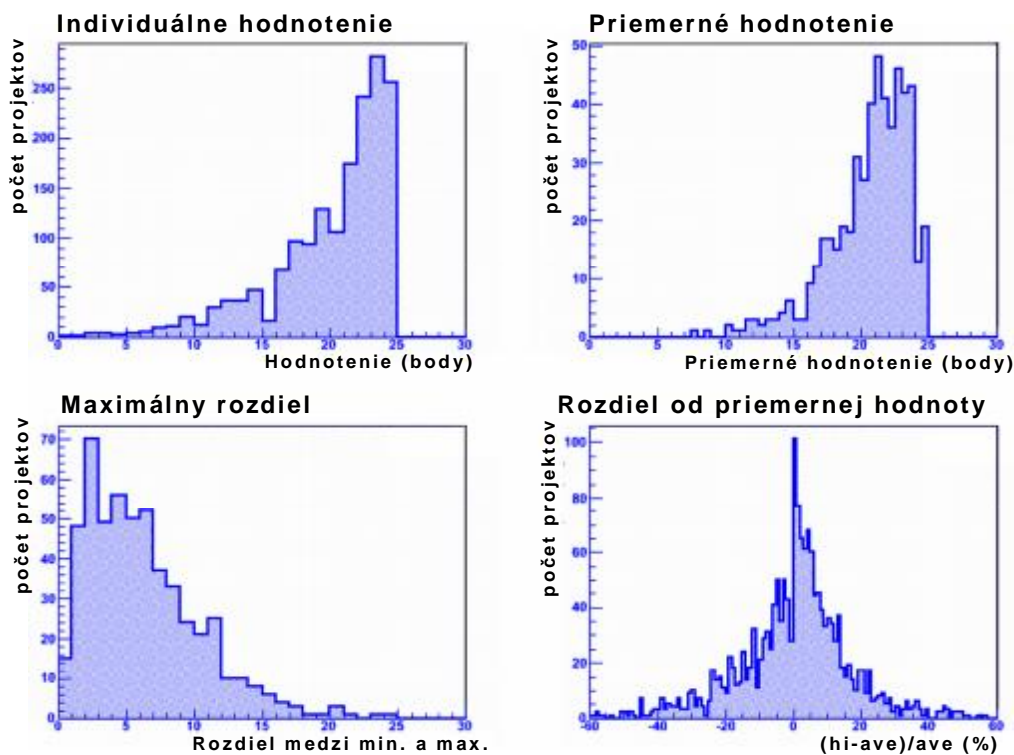 Individuálne hodnotenie
počet projektov
250
200
150
100
50
0
0 5 10 15 20 25 30
Hodnotenie (body)
Priemerné hodnotenie
počet projektov
50
40
30
20
10
0
0 5 10 15 20 25 30
Priemerné hodnotenie (body)
Maximálny rozdiel
počet projektov
70
60
50
40
30
20
10
0
0 5 10 15 20 25 30
Rozdiel medzi min. a max.
Rozdiel od priemernej hodnoty
počet projektov
100
80
60
40
20
0
-60 -40 -20 0 20 40 60
(hi-ave)/ave (%)